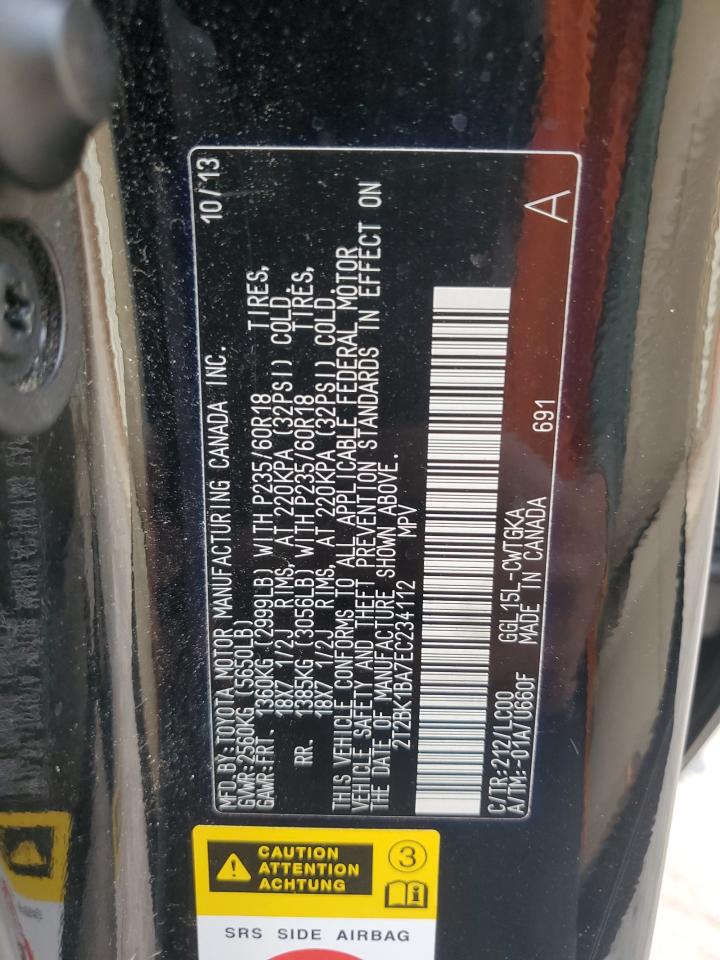 MFD. BY: TOYOTA MOTOR MANUFACTURING CANADA INC. 10/13
GVWR: 2560KG (5650LB)
GAWR: FRT. 1360KG (2999LB) WITH P235/60R18 TIRES,
18X7 1/2J RIMS, AT 220KPA (32PSI) COLD
RR. 1385KG (3056LB) WITH P235/60R18 TIRES,
18X7 1/2J RIMS, AT 220KPA (32PSI) COLD.
THIS VEHICLE CONFORMS TO ALL APPLICABLE FEDERAL MOTOR
VEHICLE SAFETY AND THEFT PREVENTION STANDARDS IN EFFECT ON
THE DATE OF MANUFACTURE SHOWN ABOVE.
2T2BK1BA7EC234112 MPV
C/TR: 212/LC00 GGL15L-CWTGKA 691 A
A/TM: -01A/U660F MADE IN CANADA
CAUTION
ATTENTION
ACHTUNG
3
SRS SIDE AIRBAG